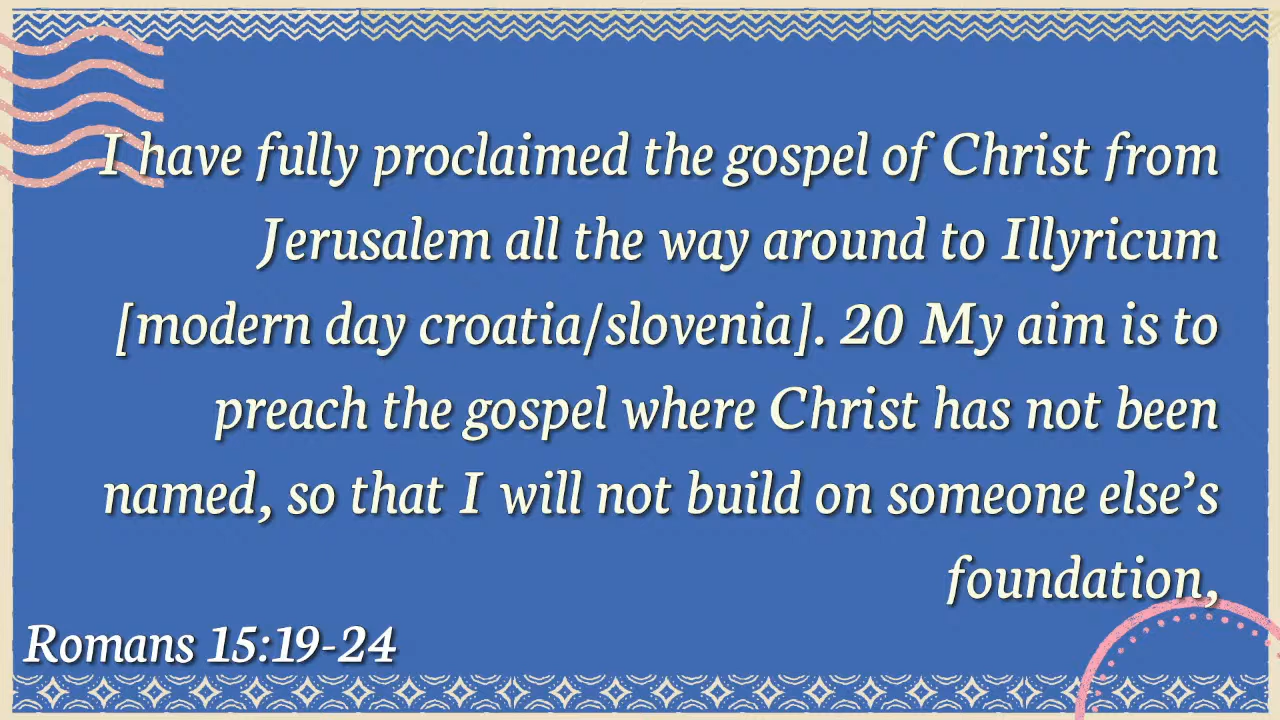 I have fully proclaimed the gospel of Christ from
Jerusalem all the way around to Illyricum
[modern day croatia/slovenia]. 20 My aim is to
preach the gospel where Christ has not been
named, so that I will not build on someone else’s
foundation,
Romans 15:19-24